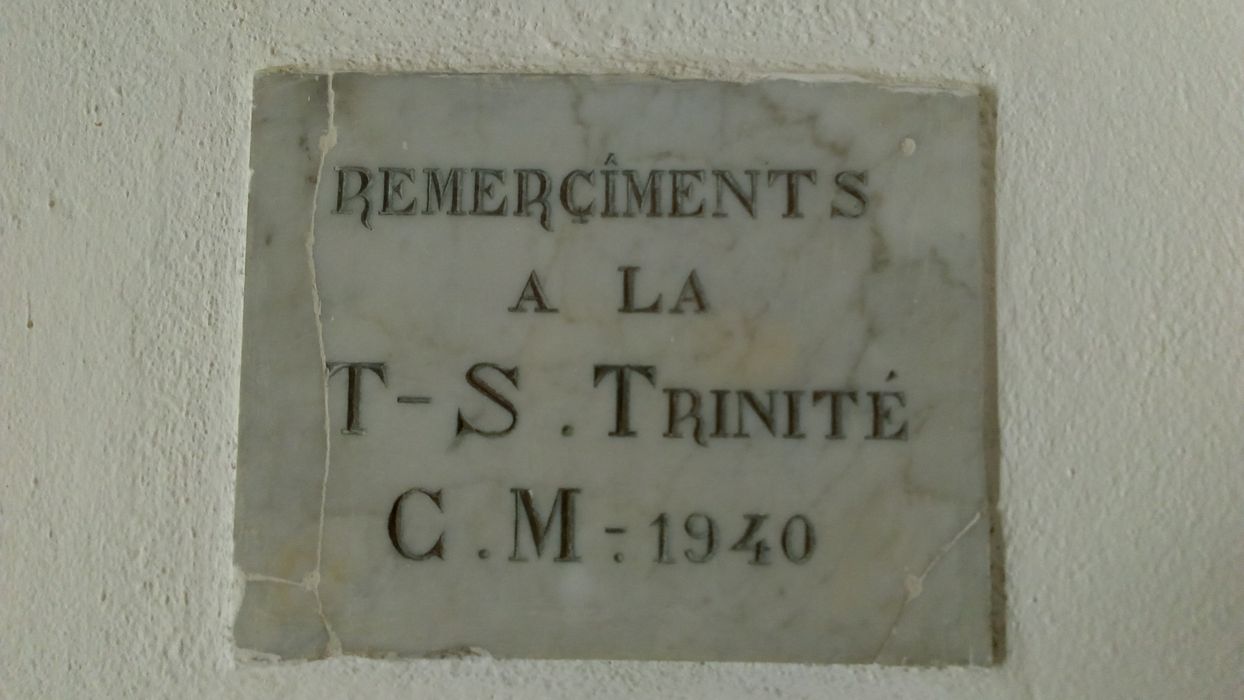 REMERÇÎMENTS
A LA
T-S. TRINITÉ
C.M-. 1940